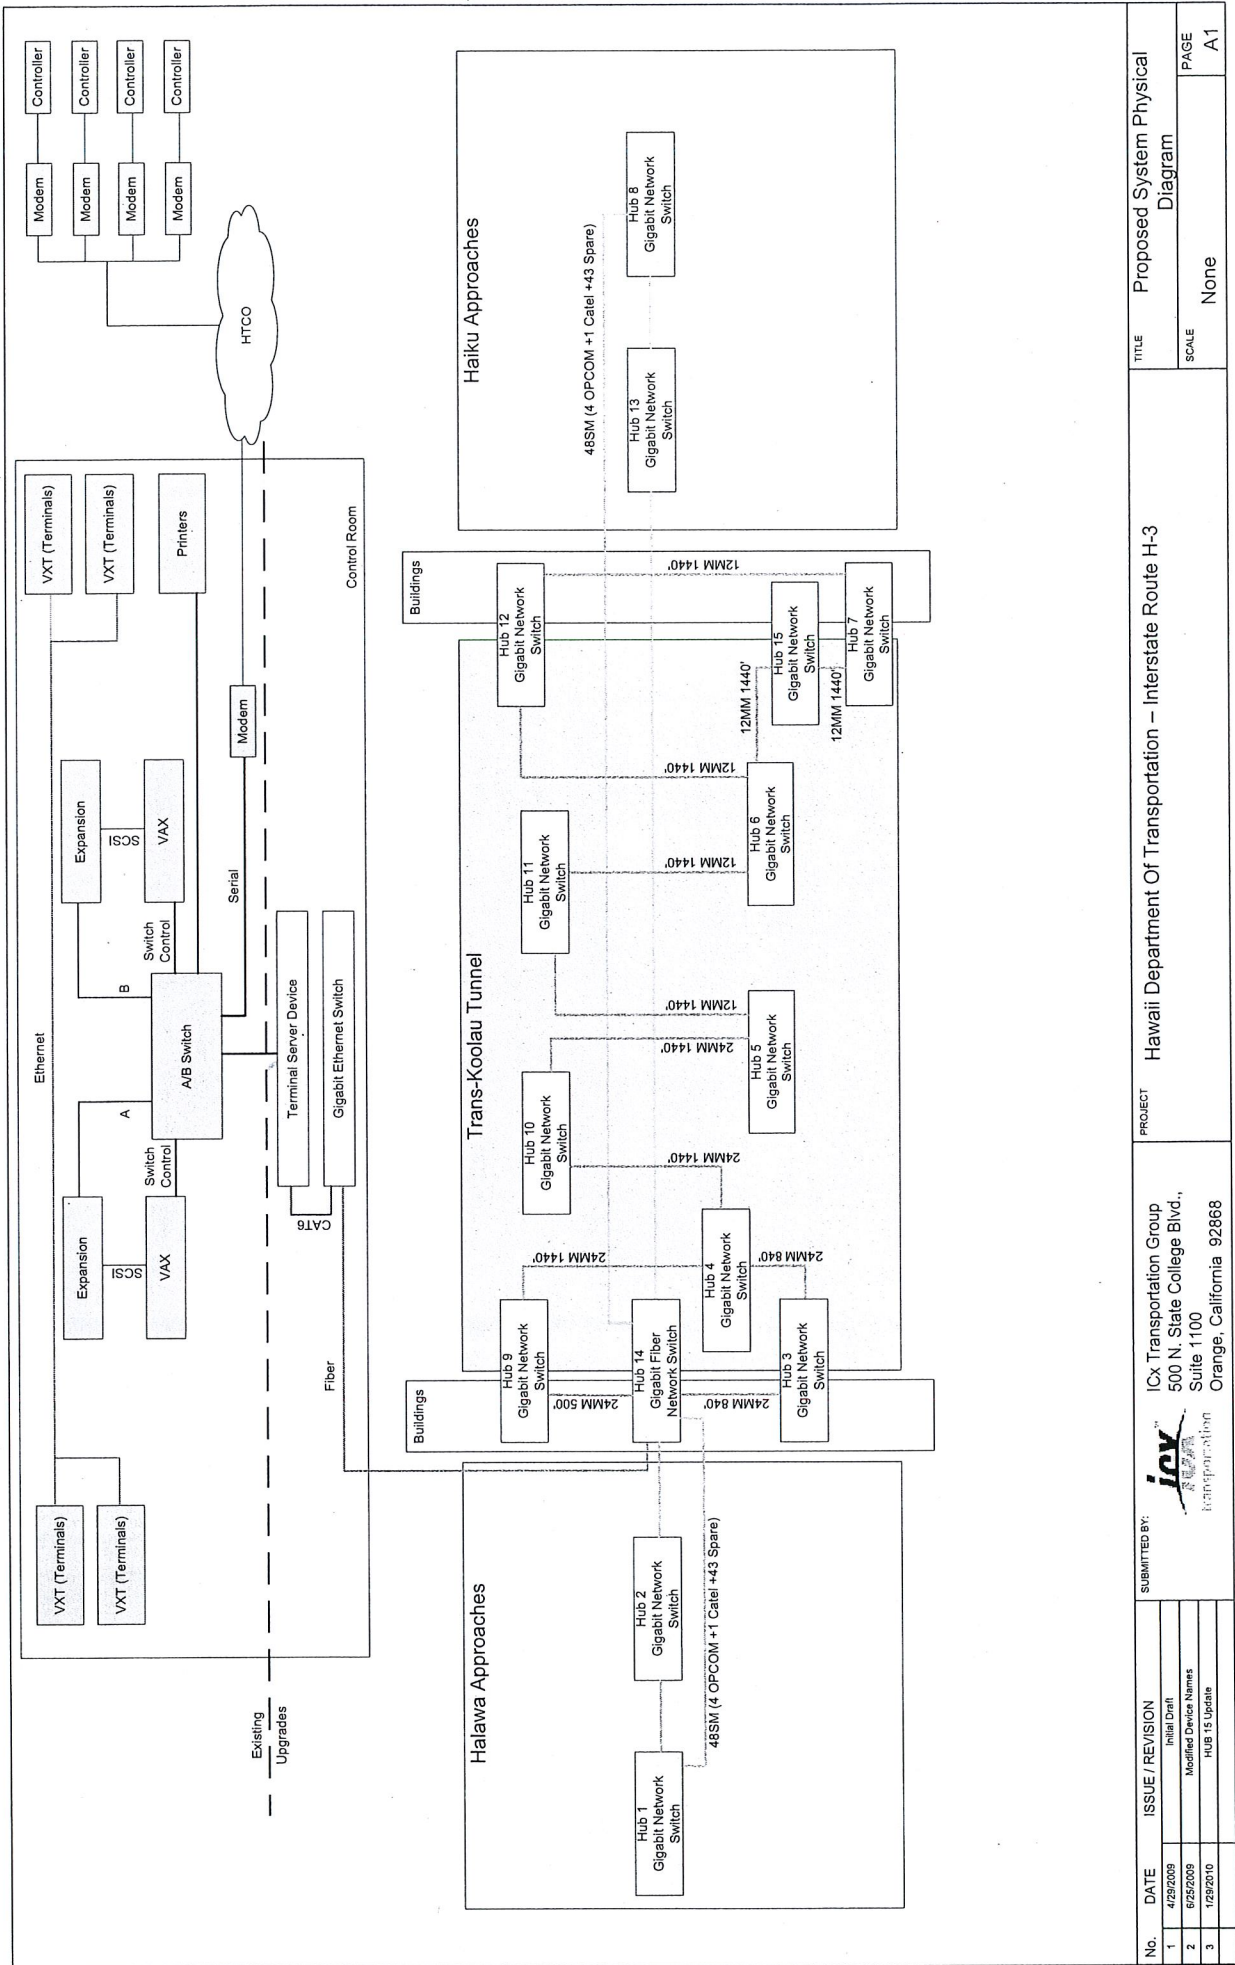 Ethernet
VXT (Terminals)
VXT (Terminals)
Expansion
SCSI
VAX
Switch
Control
A
A/B Switch
B
Switch
Control
Expansion
SCSI
VAX
VXT (Terminals)
VXT (Terminals)
Printers
Serial
Modem
Existing
Upgrades
Terminal Server Device
Gigabit Ethernet Switch
CAT6
Fiber
Control Room
HTCO
Modem
Controller
Modem
Controller
Modem
Controller
Modem
Controller
Halawa Approaches
Hub 1
Gigabit Network
Switch
Hub 2
Gigabit Network
Switch
48SM (4 OPCOM +1 Catel +43 Spare)
Buildings
Hub 9
Gigabit Network
Switch
24MM 500'
Hub 14
Gigabit Fiber
Network Switch
24MM 840'
Hub 3
Gigabit Network
Switch
Trans-Koolau Tunnel
24MM 1440'
Hub 4
Gigabit Network
Switch
24MM 840'
Hub 10
Gigabit Network
Switch
24MM 1440'
24MM 1440'
Hub 5
Gigabit Network
Switch
12MM 1440'
Hub 11
Gigabit Network
Switch
12MM 1440'
Hub 6
Gigabit Network
Switch
12MM 1440'
12MM 1440'
Buildings
Hub 12
Gigabit Network
Switch
12MM 1440'
Hub 15
Gigabit Network
Switch
12MM 1440'
Hub 7
Gigabit Network
Switch
Haiku Approaches
48SM (4 OPCOM +1 Catel +43 Spare)
Hub 13
Gigabit Network
Switch
Hub 8
Gigabit Network
Switch
No. DATE ISSUE / REVISION
1 4/29/2009 Initial Draft
2 6/25/2009 Modified Device Names
3 1/29/2010 HUB 15 Update
SUBMITTED BY:
icx
transportation
ICx Transportation Group
500 N. State College Blvd.,
Suite 1100
Orange, California 92868
PROJECT
Hawaii Department Of Transportation – Interstate Route H-3
TITLE
Proposed System Physical
Diagram
SCALE
None
PAGE
A1